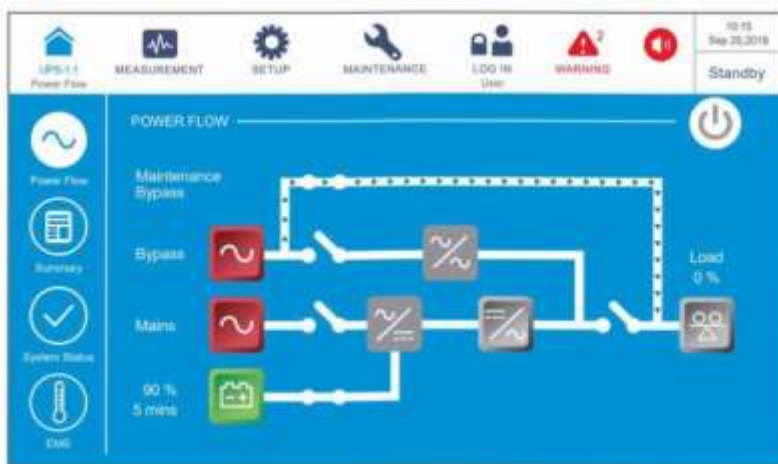 UPS-1.1
Power Flow
MEASUREMENT
SETUP
MAINTENANCE
LOG IN
User
WARNING
2
10:15
Sep 20,2019
Standby
POWER FLOW
Power Flow
Summary
System Status
EMS
Maintenance
Bypass
Bypass
Mains
90 %
5 mins
Load
0 %